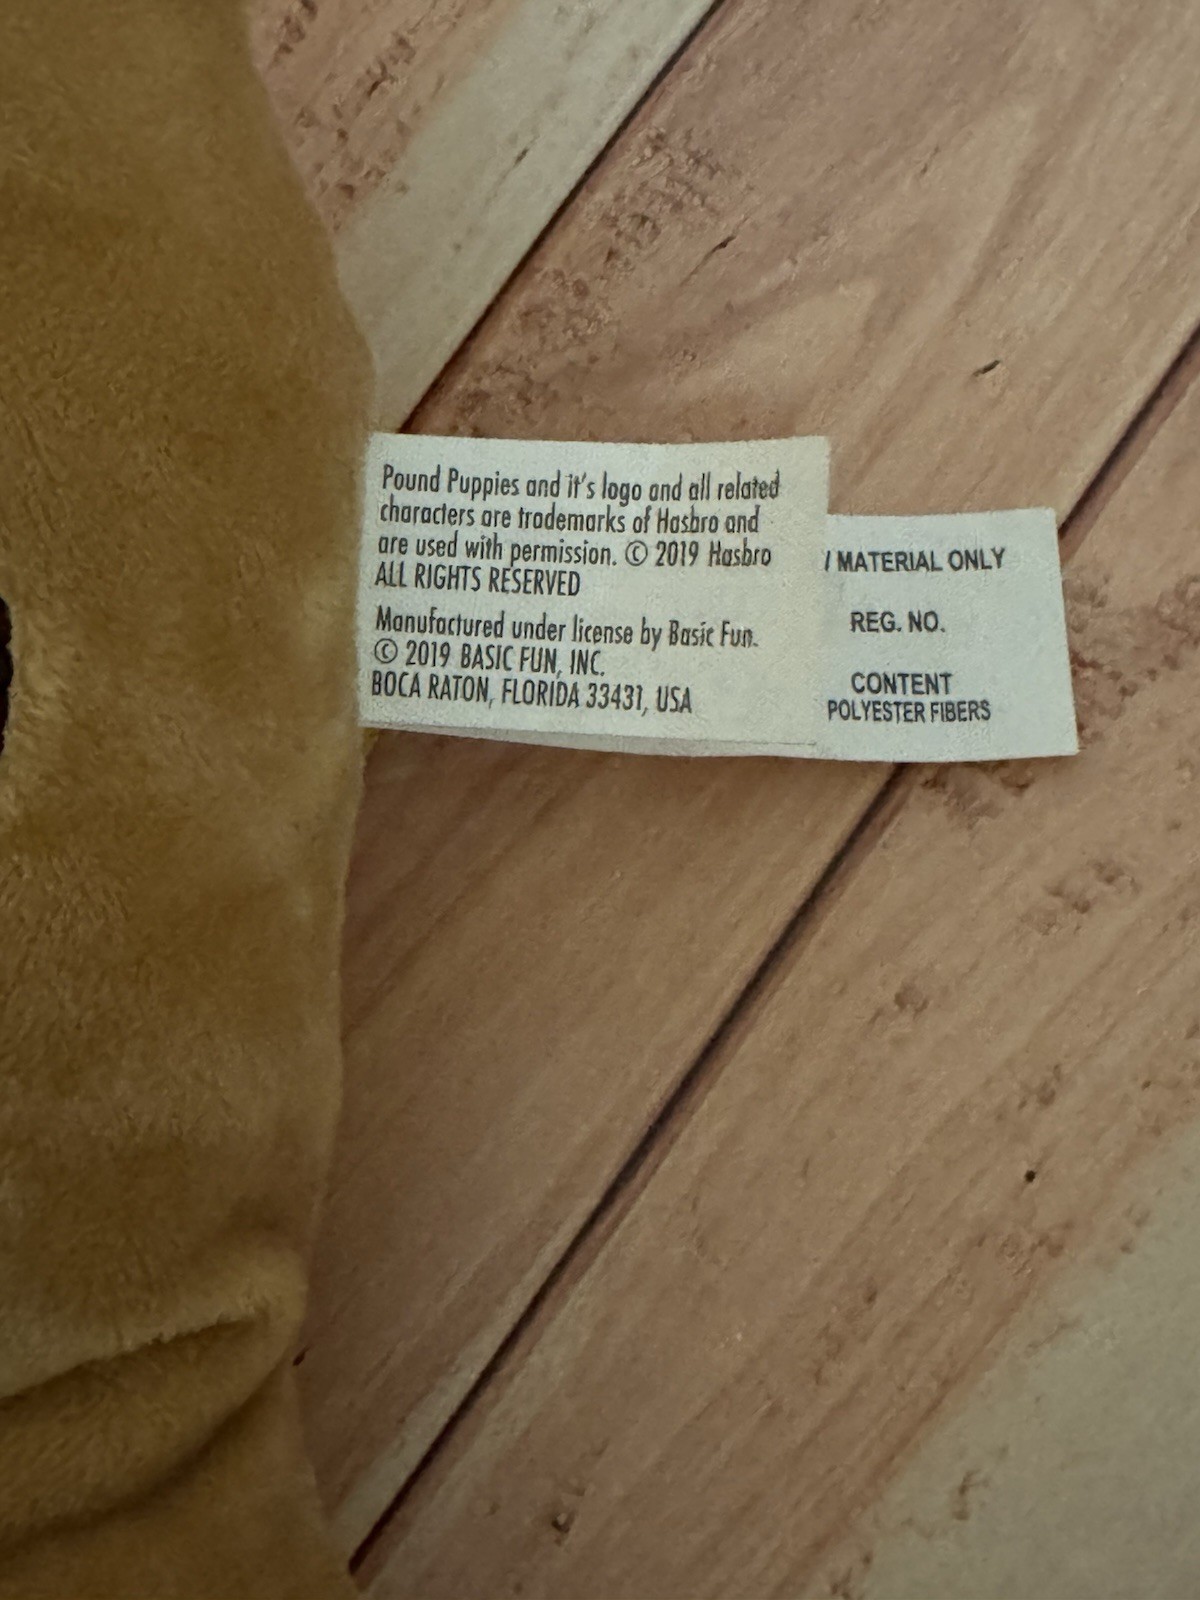 Pound Puppies and it's logo and all related
characters are trademarks of Hasbro and
are used with permission. © 2019 Hasbro
ALL RIGHTS RESERVED
Manufactured under license by Basic Fun.
© 2019 BASIC FUN, INC.
BOCA RATON, FLORIDA 33431, USA
MATERIAL ONLY
REG. NO.
CONTENT
POLYESTER FIBERS